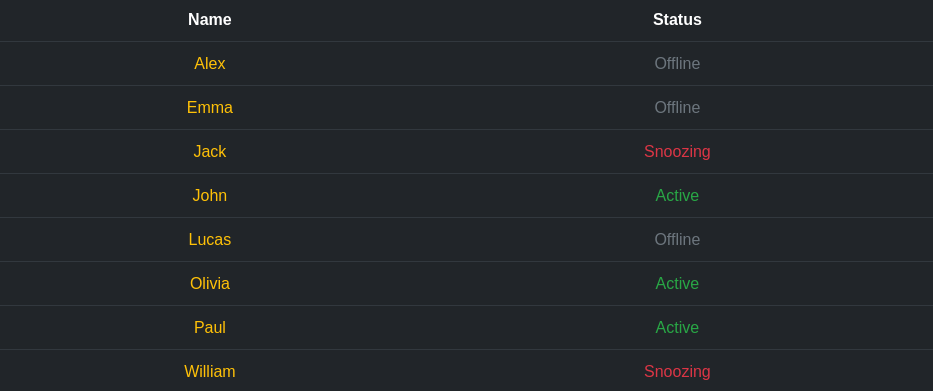 Name Status
Alex Offline
Emma Offline
Jack Snoozing
John Active
Lucas Offline
Olivia Active
Paul Active
William Snoozing